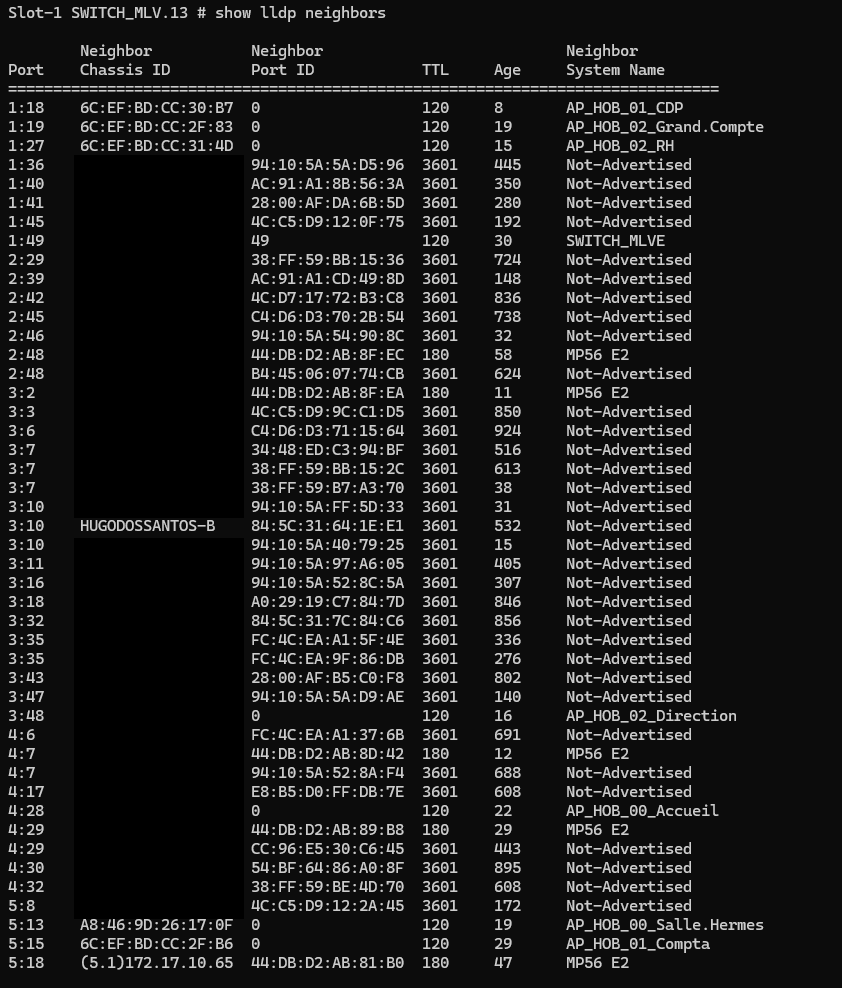 Slot-1 SWITCH_MLV.13 # show lldp neighbors
Neighbor Neighbor Neighbor
Port Chassis ID Port ID TTL Age System Name
===============================================================================
1:18 6C:EF:BD:CC:30:B7 0 120 8 AP_HOB_01_CDP
1:19 6C:EF:BD:CC:2F:83 0 120 19 AP_HOB_02_Grand.Compte
1:27 6C:EF:BD:CC:31:4D 0 120 15 AP_HOB_02_RH
1:36 94:10:5A:5A:D5:96 3601 445 Not-Advertised
1:40 AC:91:A1:8B:56:3A 3601 350 Not-Advertised
1:41 28:00:AF:DA:6B:5D 3601 280 Not-Advertised
1:45 4C:C5:D9:12:0F:75 3601 192 Not-Advertised
1:49 49 120 30 SWITCH_MLVE
2:29 38:FF:59:BB:15:36 3601 724 Not-Advertised
2:39 AC:91:A1:CD:49:8D 3601 148 Not-Advertised
2:42 4C:D7:17:72:B3:C8 3601 836 Not-Advertised
2:45 C4:D6:D3:70:2B:54 3601 738 Not-Advertised
2:46 94:10:5A:54:90:8C 3601 32 Not-Advertised
2:48 44:DB:D2:AB:8F:EC 180 58 MP56 E2
2:48 B4:45:06:07:74:CB 3601 624 Not-Advertised
3:2 44:DB:D2:AB:8F:EA 180 11 MP56 E2
3:3 4C:C5:D9:9C:C1:D5 3601 850 Not-Advertised
3:6 C4:D6:D3:71:15:64 3601 924 Not-Advertised
3:7 34:48:ED:C3:94:BF 3601 516 Not-Advertised
3:7 38:FF:59:BB:15:2C 3601 613 Not-Advertised
3:7 38:FF:59:B7:A3:70 3601 38 Not-Advertised
3:10 94:10:5A:FF:5D:33 3601 31 Not-Advertised
3:10 HUGODOSSANTOS-B 84:5C:31:64:1E:E1 3601 532 Not-Advertised
3:10 94:10:5A:40:79:25 3601 15 Not-Advertised
3:11 94:10:5A:97:A6:05 3601 405 Not-Advertised
3:16 94:10:5A:52:8C:5A 3601 307 Not-Advertised
3:18 A0:29:19:C7:84:7D 3601 846 Not-Advertised
3:32 84:5C:31:7C:84:C6 3601 856 Not-Advertised
3:35 FC:4C:EA:A1:5F:4E 3601 336 Not-Advertised
3:35 FC:4C:EA:9F:86:DB 3601 276 Not-Advertised
3:43 28:00:AF:B5:C0:F8 3601 802 Not-Advertised
3:47 94:10:5A:5A:D9:AE 3601 140 Not-Advertised
3:48 0 120 16 AP_HOB_02_Direction
4:6 FC:4C:EA:A1:37:6B 3601 691 Not-Advertised
4:7 44:DB:D2:AB:8D:42 180 12 MP56 E2
4:7 94:10:5A:52:8A:F4 3601 688 Not-Advertised
4:17 E8:B5:D0:FF:DB:7E 3601 608 Not-Advertised
4:28 0 120 22 AP_HOB_00_Accueil
4:29 44:DB:D2:AB:89:B8 180 29 MP56 E2
4:29 CC:96:E5:30:C6:45 3601 443 Not-Advertised
4:30 54:BF:64:86:A0:8F 3601 895 Not-Advertised
4:32 38:FF:59:BE:4D:70 3601 608 Not-Advertised
5:8 4C:C5:D9:12:2A:45 3601 172 Not-Advertised
5:13 A8:46:9D:26:17:0F 0 120 19 AP_HOB_00_Salle.Hermes
5:15 6C:EF:BD:CC:2F:B6 0 120 29 AP_HOB_01_Compta
5:18 (5.1)172.17.10.65 44:DB:D2:AB:81:B0 180 47 MP56 E2